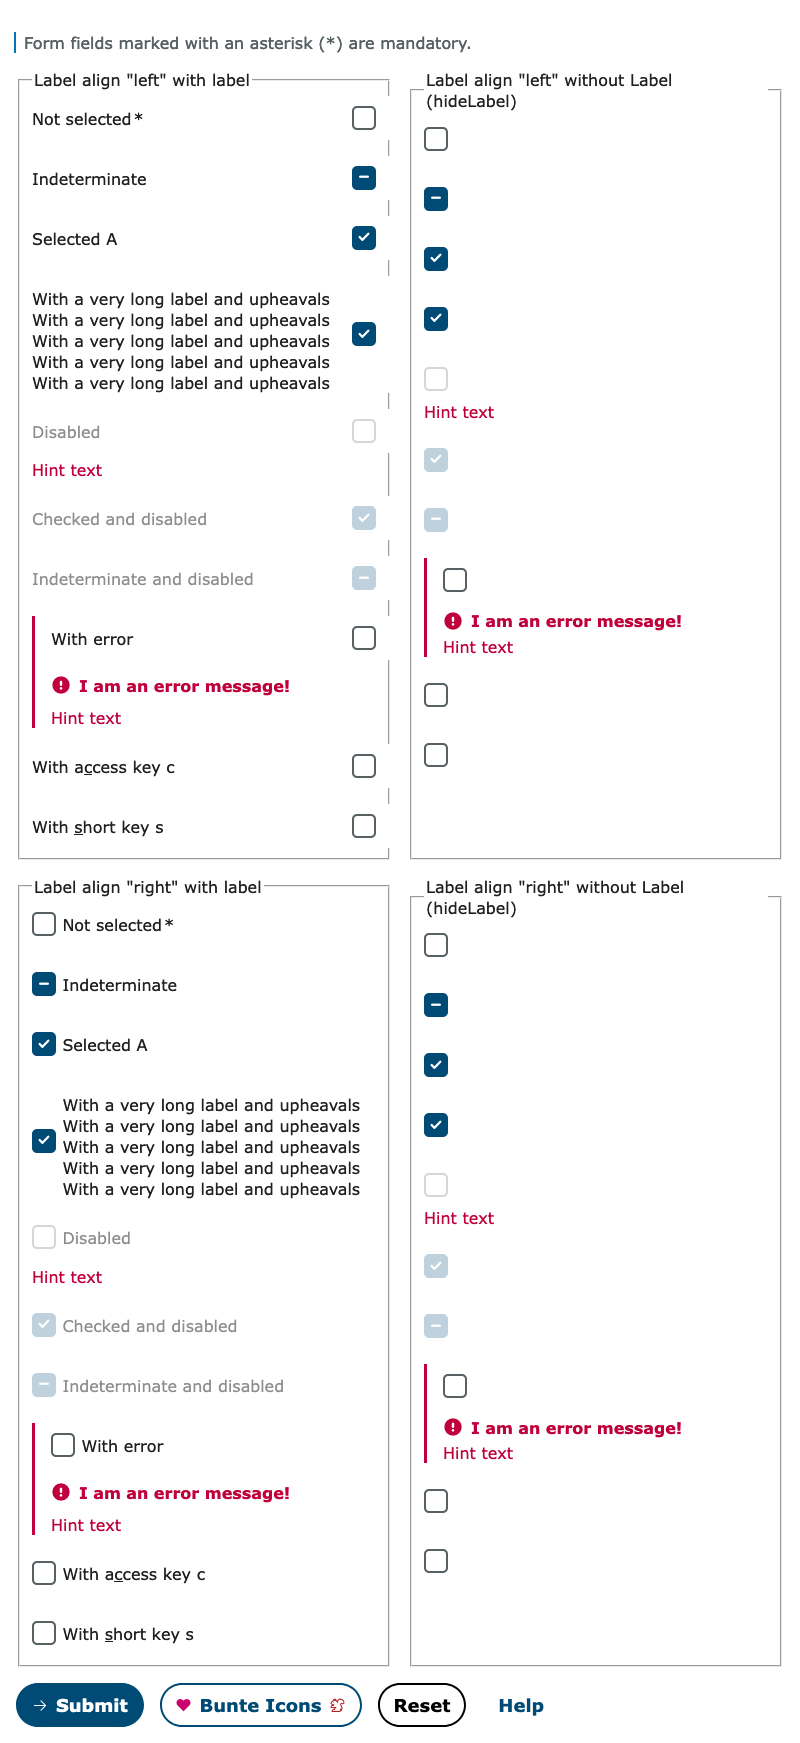 Form fields marked with an asterisk (*) are mandatory.
Label align "left" with label
Not selected*
Indeterminate
Selected A
With a very long label and upheavals
With a very long label and upheavals
With a very long label and upheavals
With a very long label and upheavals
With a very long label and upheavals
Disabled
Hint text
Checked and disabled
Indeterminate and disabled
With error
I am an error message!
Hint text
With access key c
With short key s
Label align "left" without Label
(hideLabel)
Hint text
I am an error message!
Hint text
Label align "right" with label
Not selected*
Indeterminate
Selected A
With a very long label and upheavals
With a very long label and upheavals
With a very long label and upheavals
With a very long label and upheavals
With a very long label and upheavals
Disabled
Hint text
Checked and disabled
Indeterminate and disabled
With error
I am an error message!
Hint text
With access key c
With short key s
Label align "right" without Label
(hideLabel)
Hint text
I am an error message!
Hint text
Submit
Bunte Icons
Reset
Help